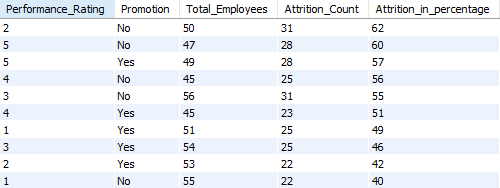 Performance_Rating Promotion Total_Employees Attrition_Count Attrition_in_percentage
2 No 50 31 62
5 No 47 28 60
5 Yes 49 28 57
4 No 45 25 56
3 No 56 31 55
4 Yes 45 23 51
1 Yes 51 25 49
3 Yes 54 25 46
2 Yes 53 22 42
1 No 55 22 40